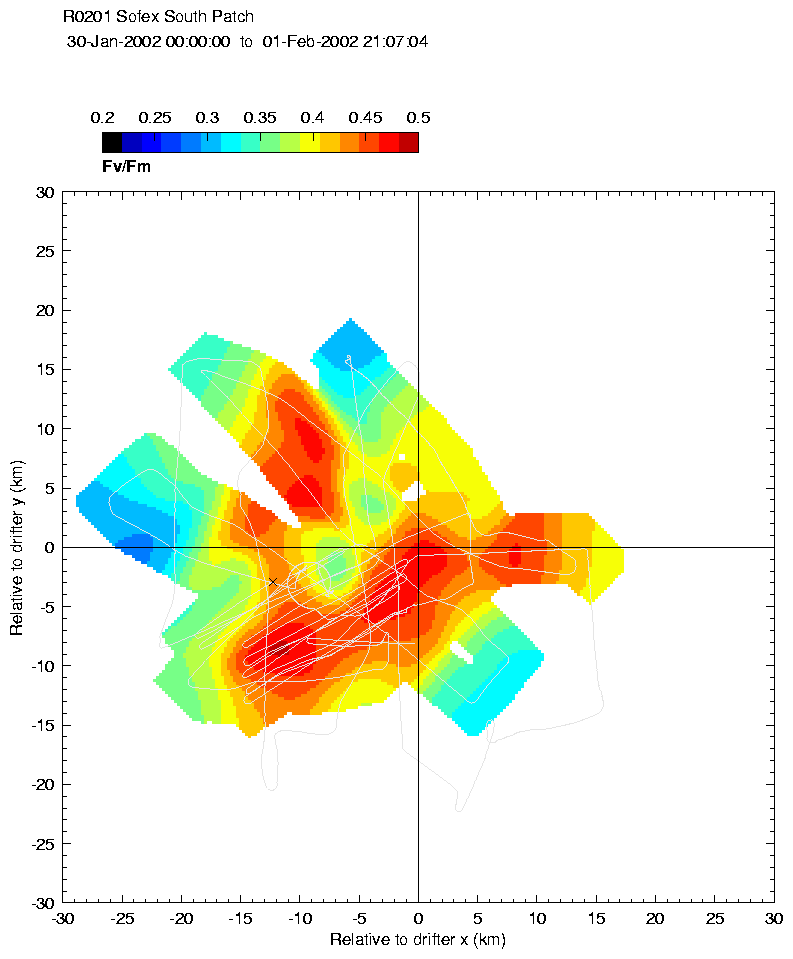 R0201 Sofex South Patch
30-Jan-2002 00:00:00 to 01-Feb-2002 21:07:04
0.2 0.25 0.3 0.35 0.4 0.45 0.5
Fv/Fm
30
25
20
15
10
5
0
-5
-10
-15
-20
-25
-30
Relative to drifter y (km)
-30 -25 -20 -15 -10 -5 0 5 10 15 20 25 30
Relative to drifter x (km)